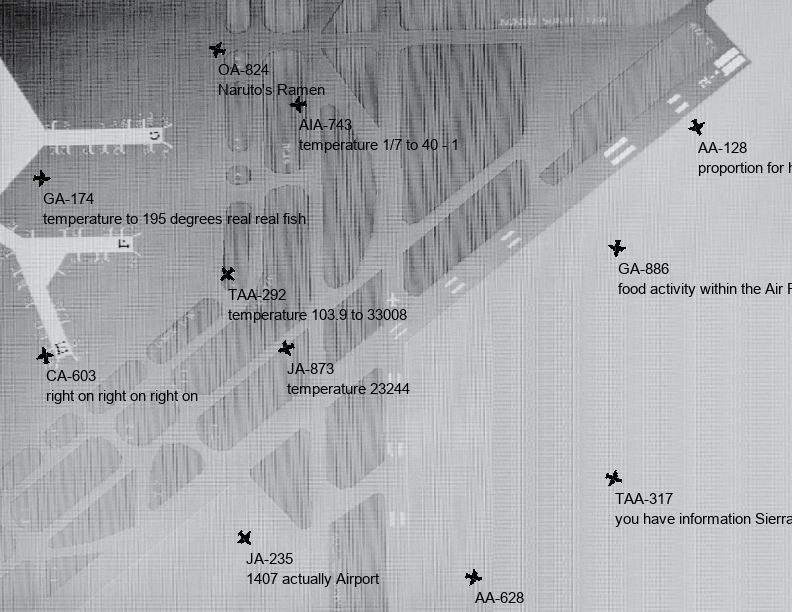 OA-824
Naruto's Ramen
AIA-743
temperature 1/7 to 40 - 1
AA-128
proportion for h
GA-174
temperature to 195 degrees real real fish
GA-886
food activity within the Air F
TAA-292
temperature 103.9 to 33008
JA-873
temperature 23244
CA-603
right on right on right on
TAA-317
you have information Sierra
JA-235
1407 actually Airport
AA-628